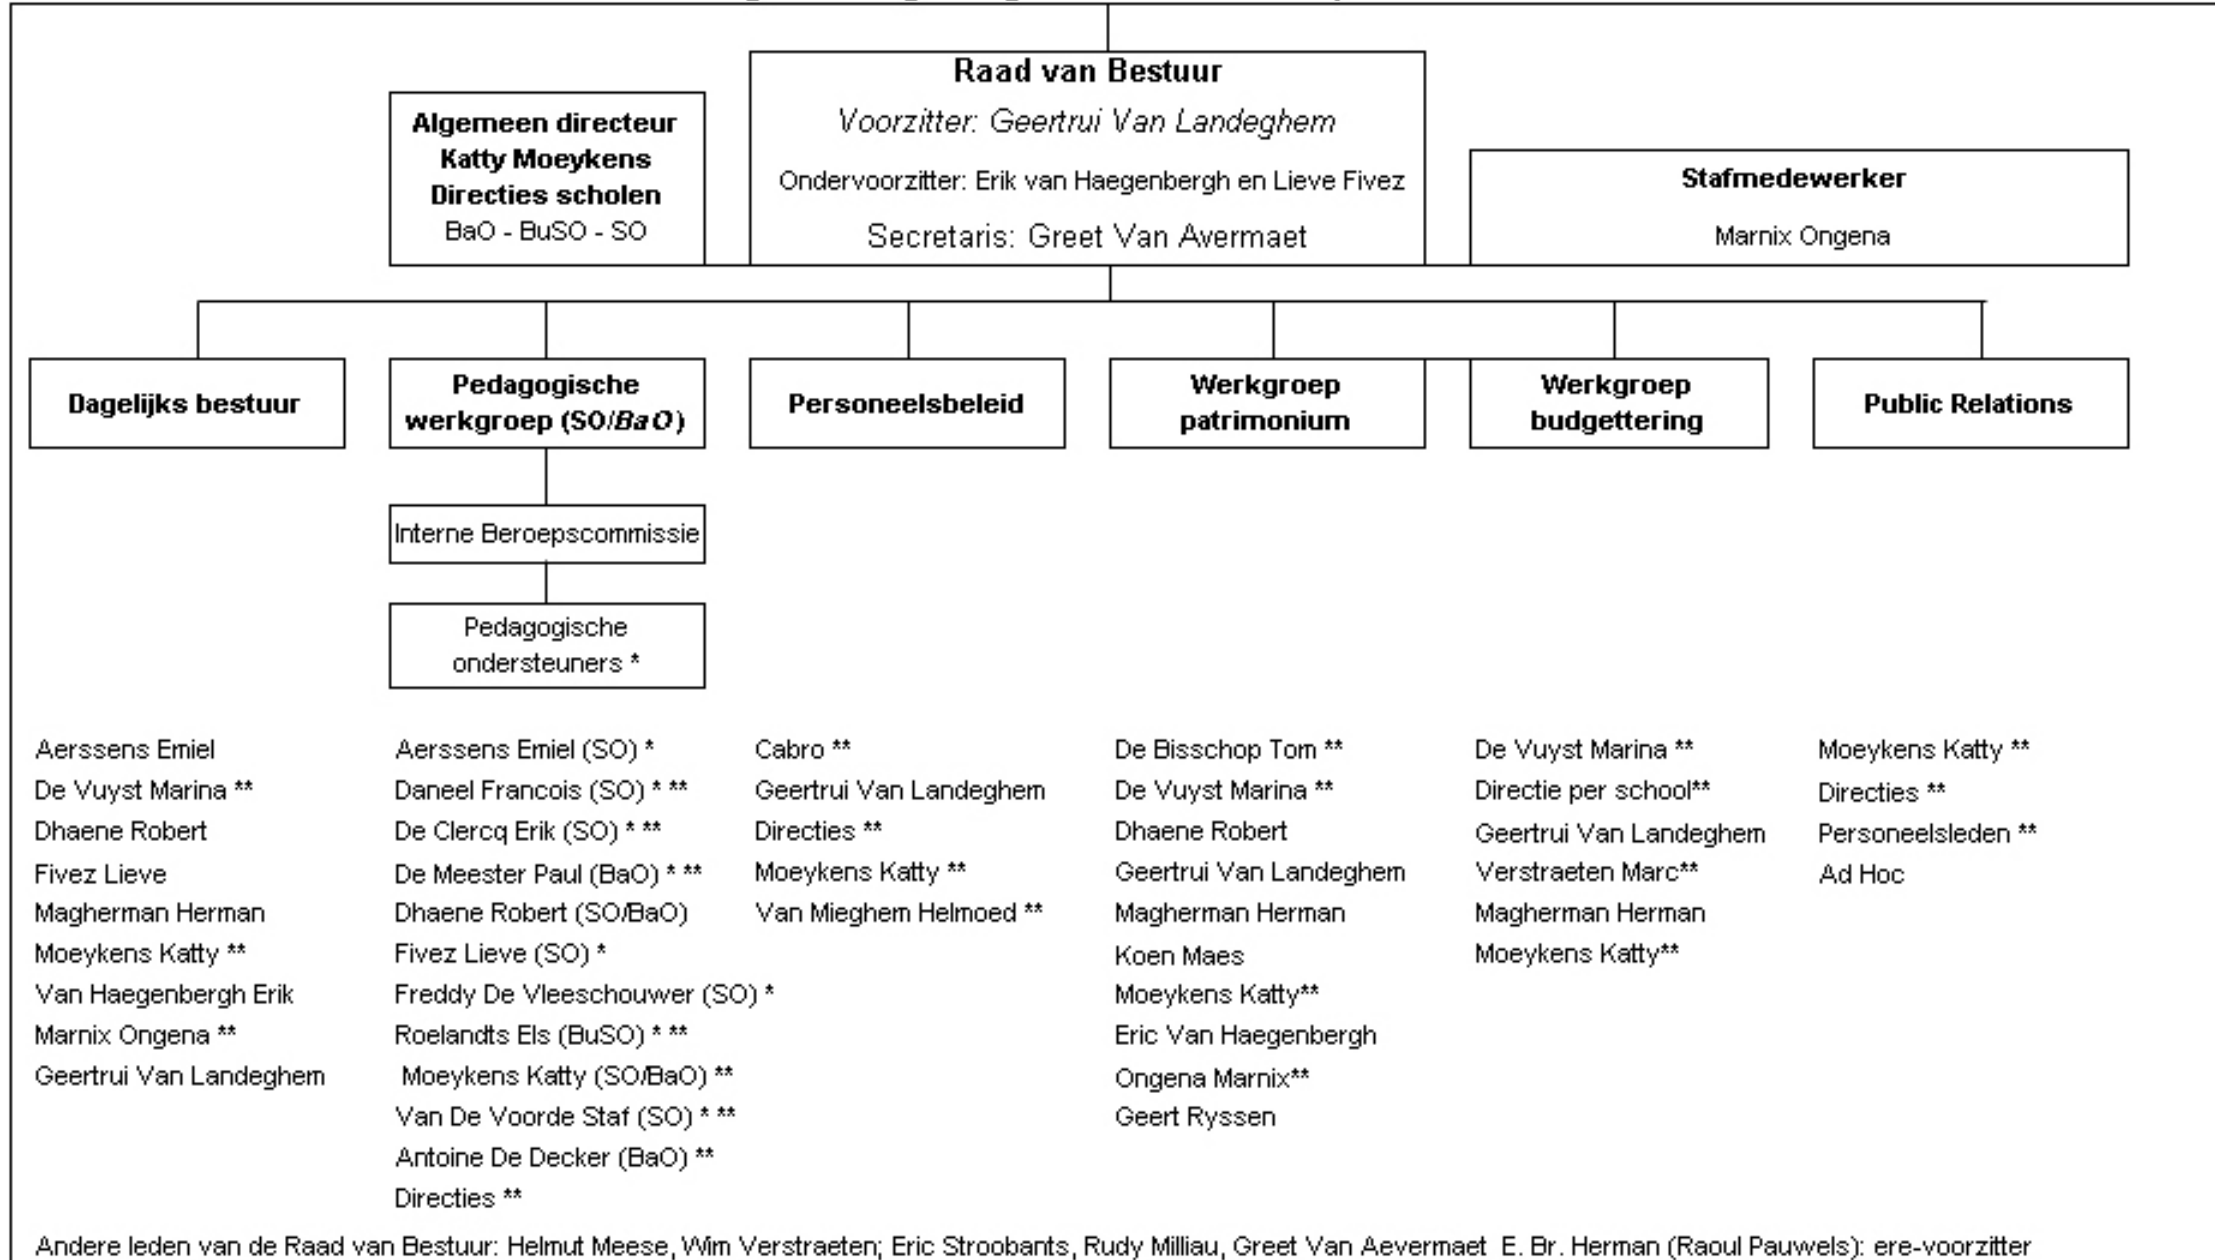 Raad van Bestuur
Voorzitter: Geertrui Van Landeghem
Ondervoorzitter: Erik van Haegenbergh en Lieve Fivez
Secretaris: Greet Van Avermaet
Algemeen directeur
Katty Moeykens
Directies scholen
BaO - BuSO - SO
Stafmedewerker
Marnix Ongena
Dagelijks bestuur
Pedagogische
werkgroep (SO/BaO)
Personeelsbeleid
Werkgroep
patrimonium
Werkgroep
budgettering
Public Relations
Interne Beroepscommissie
Pedagogische
ondersteuners *
Aerssens Emiel
De Vuyst Marina **
Dhaene Robert
Fivez Lieve
Magherman Herman
Moeykens Katty **
Van Haegenbergh Erik
Marnix Ongena **
Geertrui Van Landeghem
Aerssens Emiel (SO) *
Daneel Francois (SO) * **
De Clercq Erik (SO) * **
De Meester Paul (BaO) * **
Dhaene Robert (SO/BaO)
Fivez Lieve (SO) *
Freddy De Vleeschouwer (SO) *
Roelandts Els (BuSO) * **
Moeykens Katty (SO/BaO) **
Van De Voorde Staf (SO) * **
Antoine De Decker (BaO) **
Directies **
Cabro **
Geertrui Van Landeghem
Directies **
Moeykens Katty **
Van Mieghem Helmoed **
De Bisschop Tom **
De Vuyst Marina **
Dhaene Robert
Geertrui Van Landeghem
Magherman Herman
Koen Maes
Moeykens Katty**
Eric Van Haegenbergh
Ongena Marnix**
Geert Ryssen
De Vuyst Marina **
Directie per school**
Geertrui Van Landeghem
Verstraeten Marc**
Magherman Herman
Moeykens Katty**
Moeykens Katty **
Directies **
Personeelsleden **
Ad Hoc
Andere leden van de Raad van Bestuur: Helmut Meese, Wim Verstraeten; Eric Stroobants, Rudy Milliau, Greet Van Aevermaet E. Br. Herman (Raoul Pauwels): ere-voorzitter